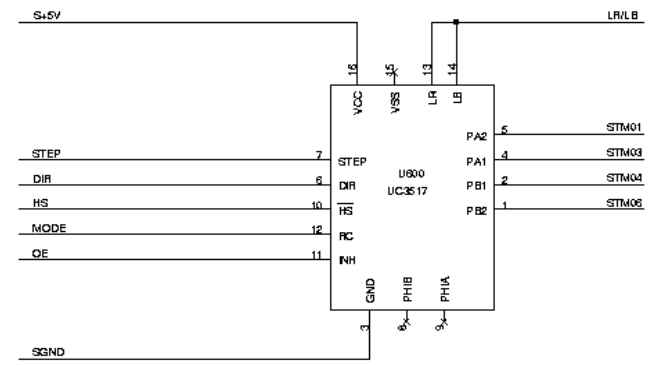 S+5V
LR/LB
16
15
13
14
VCC
VSS
LR
LB
STEP
7
STEP
DIR
6
DIR
HS
10
HS
MODE
12
RC
OE
11
INH
U600
UC3517
PA2
5
STM01
PA1
4
STM03
PB1
2
STM04
PB2
1
STM06
GND
PHIB
PHIA
3
8
9
SGND